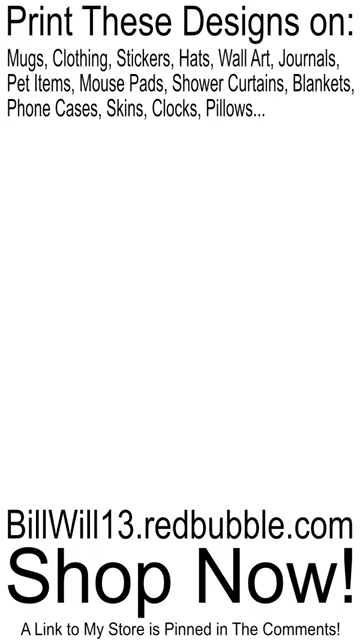 Print These Designs on:
Mugs, Clothing, Stickers, Hats, Wall Art, Journals,
Pet Items, Mouse Pads, Shower Curtains, Blankets,
Phone Cases, Skins, Clocks, Pillows...
BillWill13.redbubble.com
Shop Now!
A Link to My Store is Pinned in The Comments!